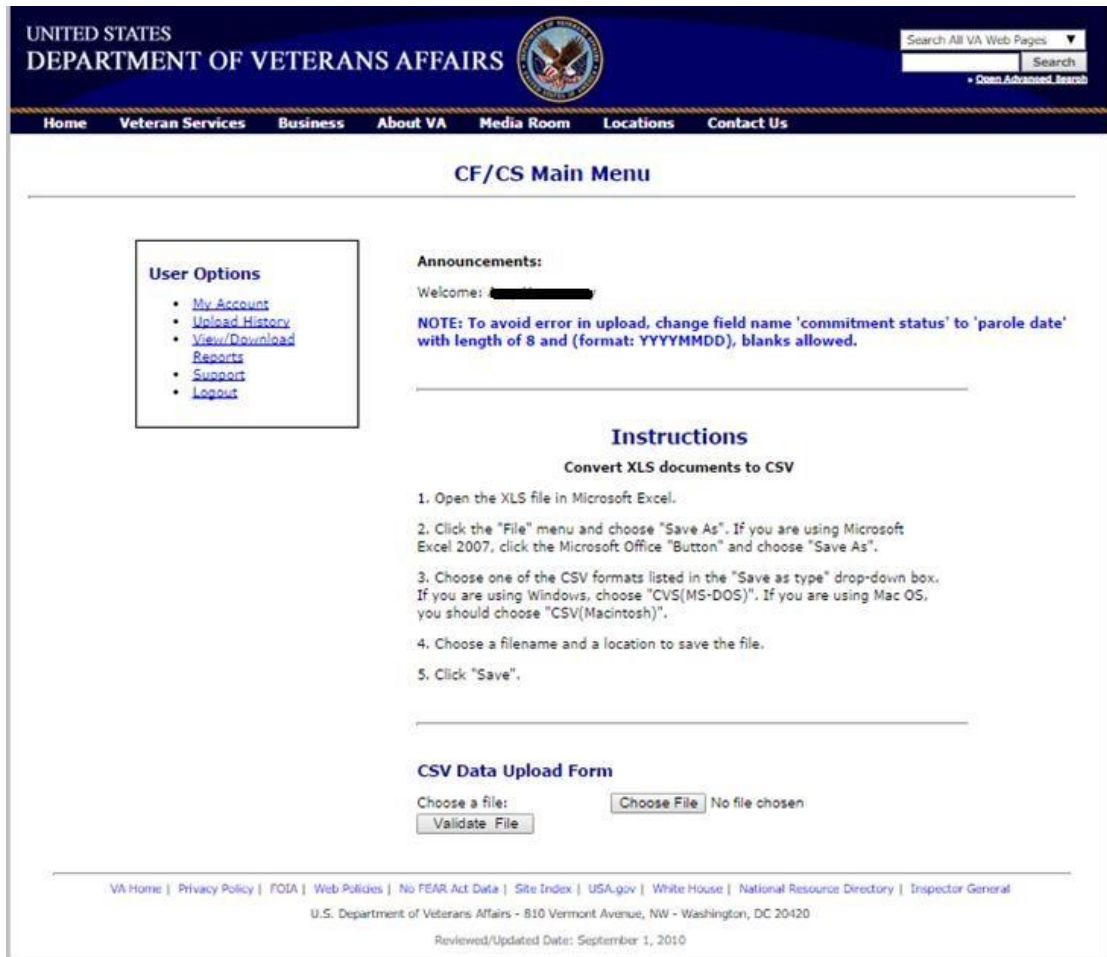 UNITED STATES
DEPARTMENT OF VETERANS AFFAIRS
Search All VA Web Pages
Search
Open Advanced Search
Home Veteran Services Business About VA Media Room Locations Contact Us
CF/CS Main Menu
User Options
• My Account
• Upload History
• View/Download
Reports
• Support
• Logout
Announcements:
Welcome:
NOTE: To avoid error in upload, change field name 'commitment status' to 'parole date'
with length of 8 and (format: YYYYMMDD), blanks allowed.
Instructions
Convert XLS documents to CSV
1. Open the XLS file in Microsoft Excel.
2. Click the "File" menu and choose "Save As". If you are using Microsoft
Excel 2007, click the Microsoft Office "Button" and choose "Save As".
3. Choose one of the CSV formats listed in the "Save as type" drop-down box.
If you are using Windows, choose "CVS(MS-DOS)". If you are using Mac OS,
you should choose "CSV(Macintosh)".
4. Choose a filename and a location to save the file.
5. Click "Save".
CSV Data Upload Form
Choose a file: Choose File No file chosen
Validate File
VA Home | Privacy Policy | FOIA | Web Policies | No FEAR Act Data | Site Index | USA.gov | White House | National Resource Directory | Inspector General
U.S. Department of Veterans Affairs - 810 Vermont Avenue, NW - Washington, DC 20420
Reviewed/Updated Date: September 1, 2010